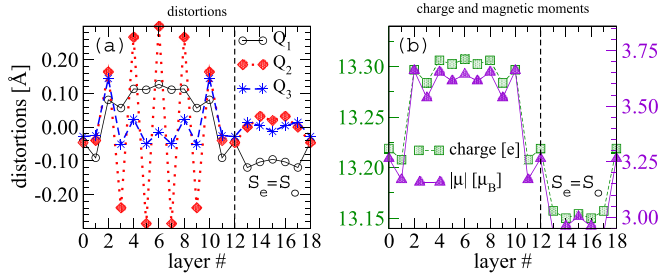 distortions
charge and magnetic moments
(a)
Q1
Q2
Q3
0.20
0.10
0.00
-0.10
-0.20
distortions [Å]
Se=So
0 2 4 6 8 10 12 14 16 18
layer #
(b)
13.30
13.25
13.20
13.15
charge [e]
|μ| [μB]
Se=So
3.75
3.50
3.25
3.00
0 2 4 6 8 10 12 14 16 18
layer #